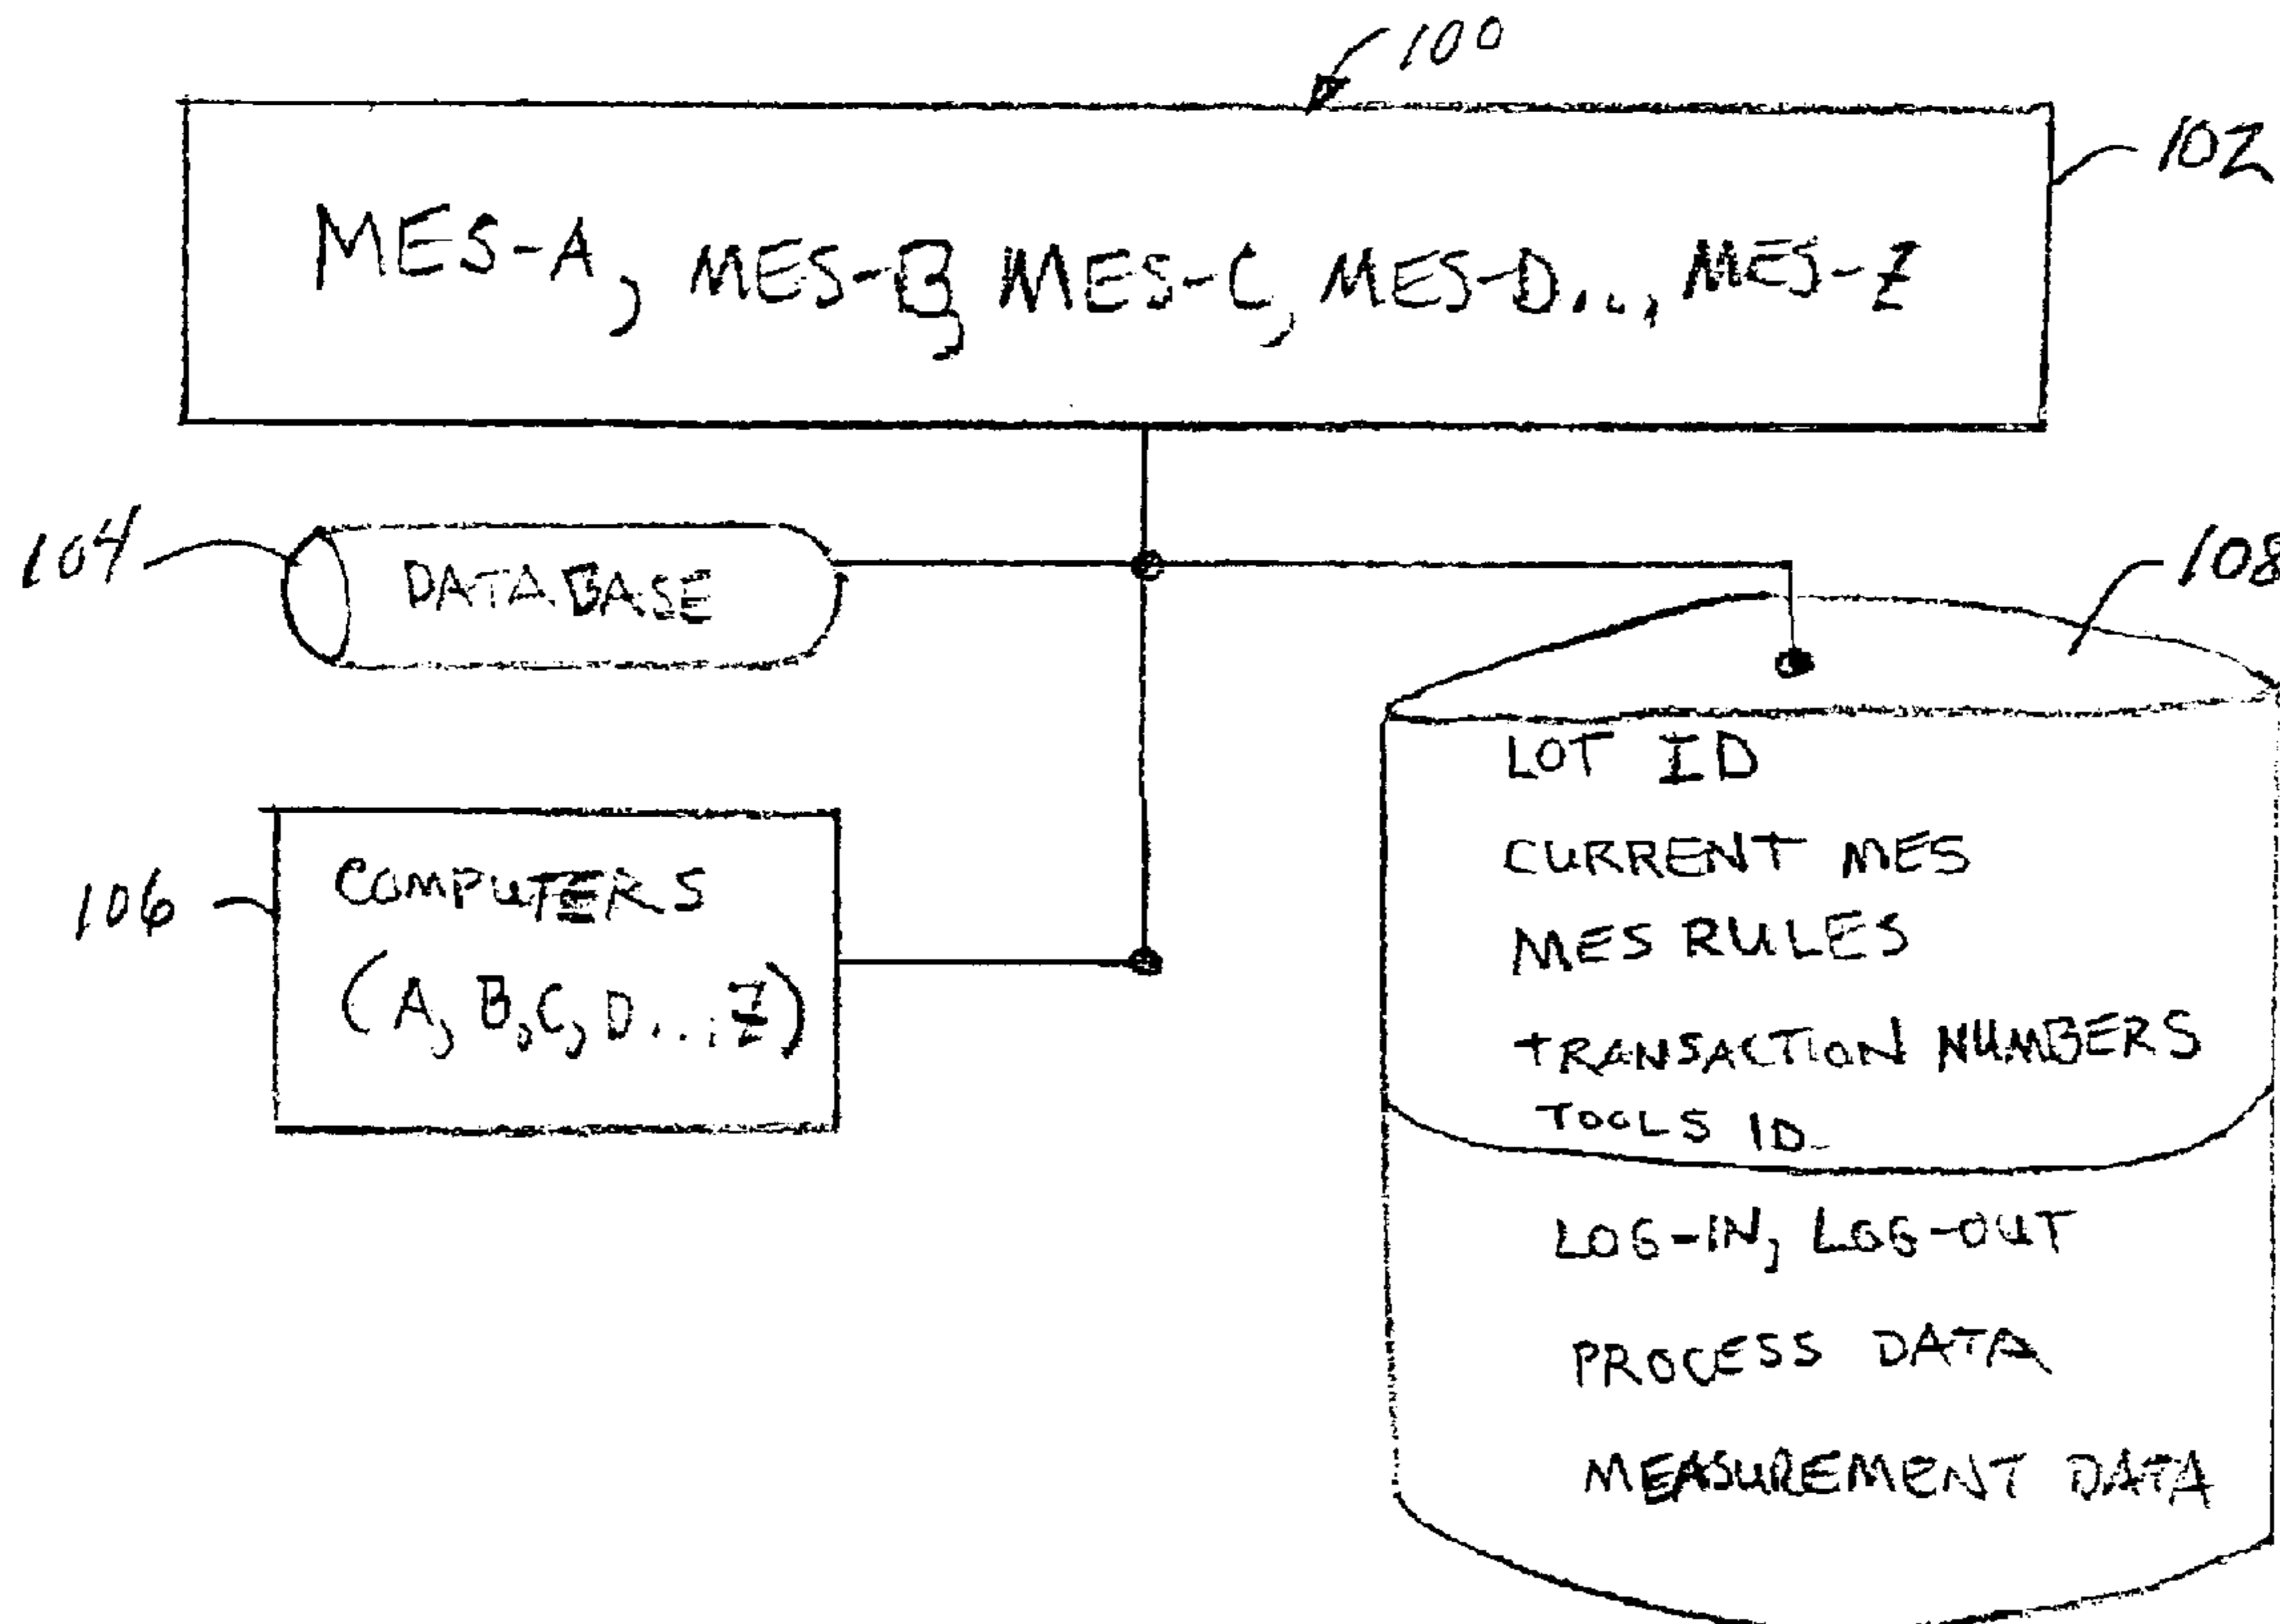 100
102
MES-A, MES-B, MES-C, MES-D..., MES-Z
104
DATABASE
108
106
COMPUTERS
(A, B, C, D...Z)
LOT ID
CURRENT MES
MES RULES
TRANSACTION NUMBERS
TOOLS ID
LOG-IN, LOG-OUT
PROCESS DATA
MEASUREMENT DATA